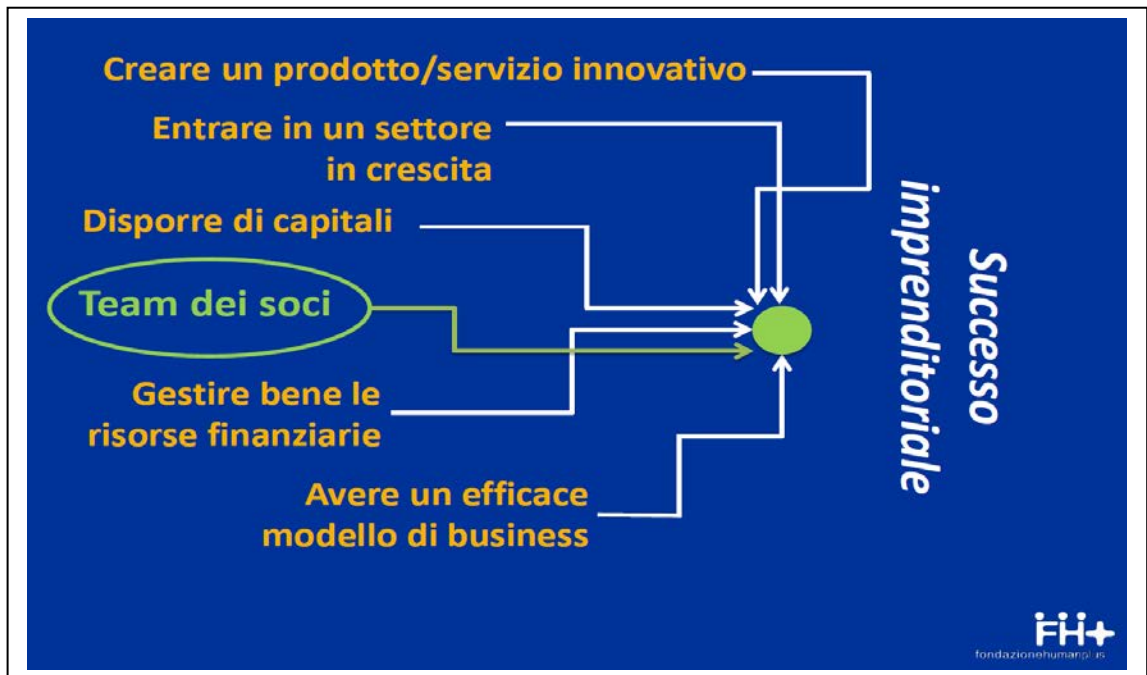 Creare un prodotto/servizio innovativo
Entrare in un settore
in crescita
Disporre di capitali
Team dei soci
Gestire bene le
risorse finanziarie
Avere un efficace
modello di business
Successo
imprenditoriale
FH+
fondazionehumanplus